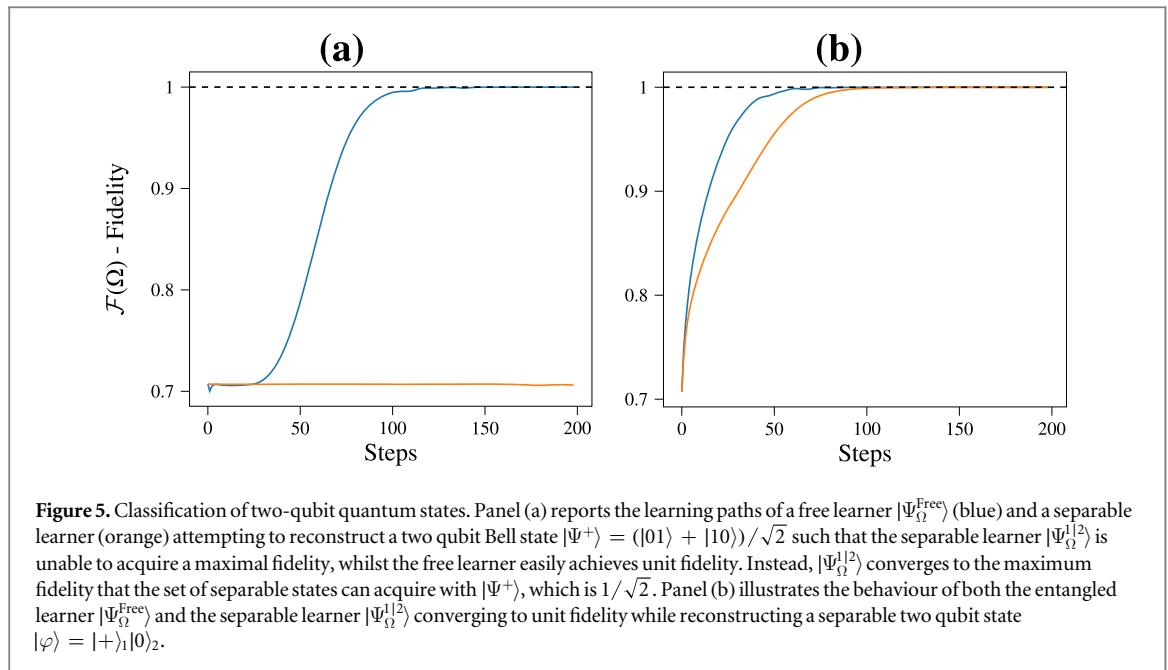 (a)
(b)
1
0.9
0.8
0.7
0
50
100
150
200
Steps
ℱ(Ω) - Fidelity
1
0.9
0.8
0.7
0
50
100
150
200
Steps
Figure 5. Classification of two-qubit quantum states. Panel (a) reports the learning paths of a free learner |Ψ_Ω^Free⟩ (blue) and a separable
learner (orange) attempting to reconstruct a two qubit Bell state |Ψ⁺⟩ = (|01⟩ + |10⟩)/√2 such that the separable learner |Ψ_Ω^1|2⟩ is
unable to acquire a maximal fidelity, whilst the free learner easily achieves unit fidelity. Instead, |Ψ_Ω^1|2⟩ converges to the maximum
fidelity that the set of separable states can acquire with |Ψ⁺⟩, which is 1/√2. Panel (b) illustrates the behaviour of both the entangled
learner |Ψ_Ω^Free⟩ and the separable learner |Ψ_Ω^1|2⟩ converging to unit fidelity while reconstructing a separable two qubit state
|φ⟩ = |+⟩₁|0⟩₂.